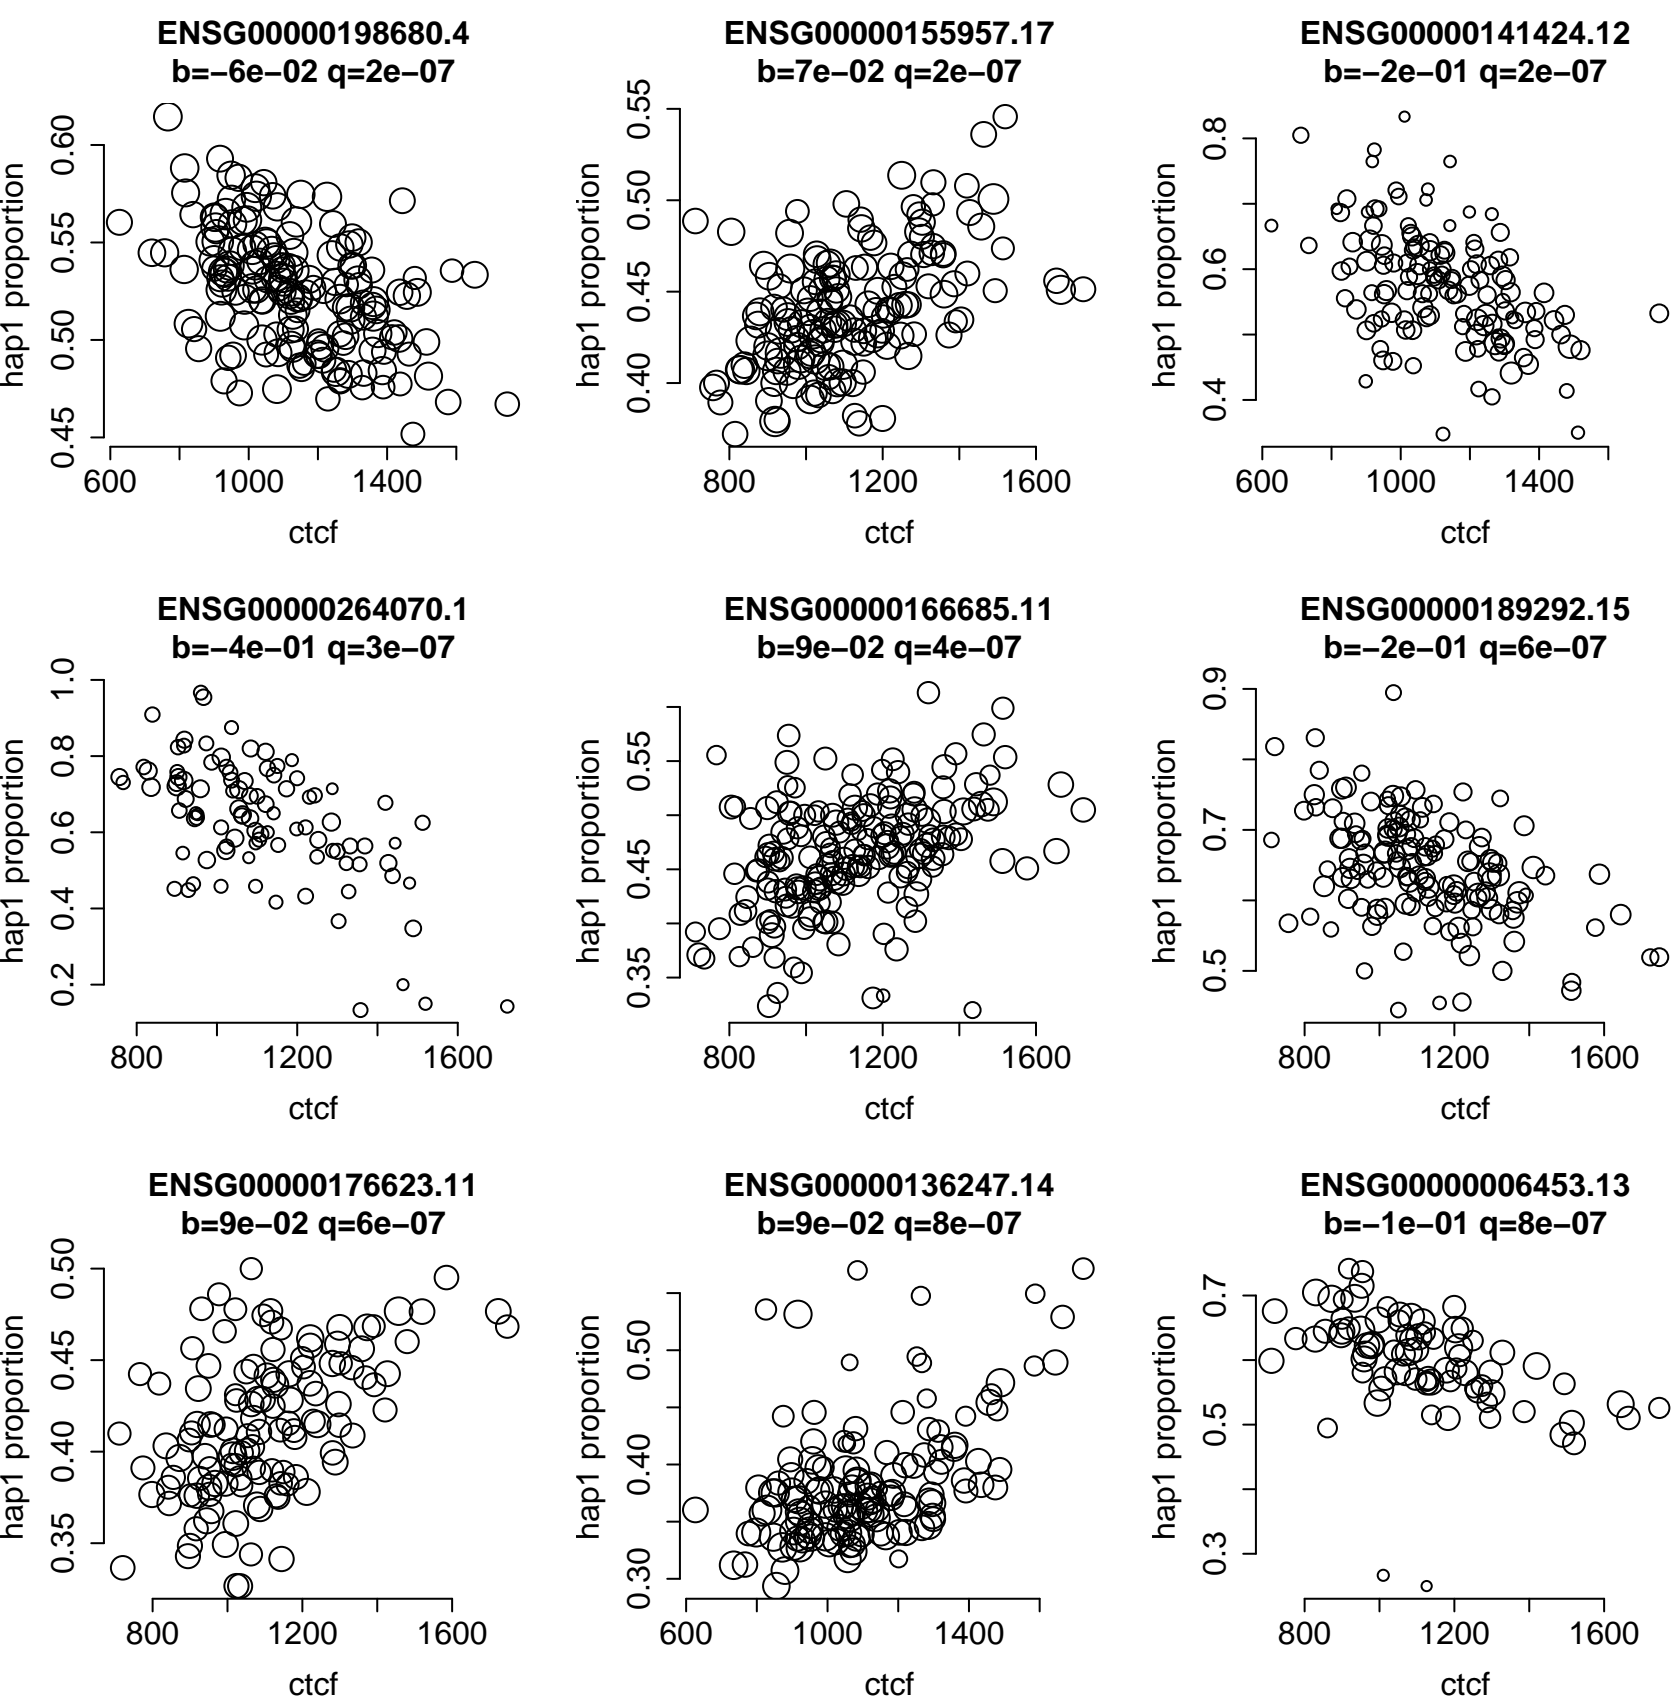 ENSG00000198680.4
b=−6e−02 q=2e−07
hap1 proportion
0.45 0.50 0.55 0.60
600 1000 1400
ctcf
ENSG00000155957.17
b=7e−02 q=2e−07
hap1 proportion
0.40 0.45 0.50 0.55
800 1200 1600
ctcf
ENSG00000141424.12
b=−2e−01 q=2e−07
hap1 proportion
0.4 0.6 0.8
600 1000 1400
ctcf
ENSG00000264070.1
b=−4e−01 q=3e−07
hap1 proportion
0.2 0.4 0.6 0.8 1.0
800 1200 1600
ctcf
ENSG00000166685.11
b=9e−02 q=4e−07
hap1 proportion
0.35 0.45 0.55
800 1200 1600
ctcf
ENSG00000189292.15
b=−2e−01 q=6e−07
hap1 proportion
0.5 0.7 0.9
800 1200 1600
ctcf
ENSG00000176623.11
b=9e−02 q=6e−07
hap1 proportion
0.35 0.40 0.45 0.50
800 1200 1600
ctcf
ENSG00000136247.14
b=9e−02 q=8e−07
hap1 proportion
0.30 0.40 0.50
600 1000 1400
ctcf
ENSG00000006453.13
b=−1e−01 q=8e−07
hap1 proportion
0.3 0.5 0.7
800 1200 1600
ctcf